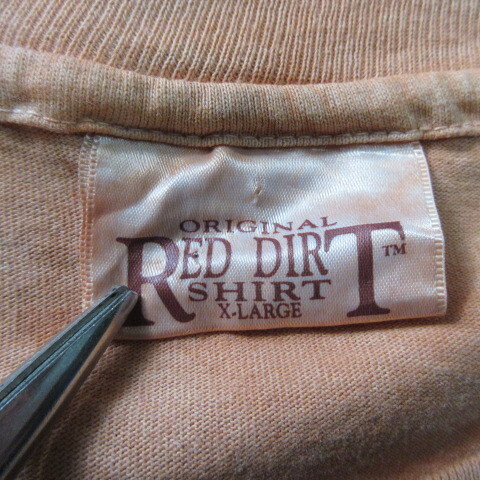 ORIGINAL
RED DIRT™
SHIRT
X-LARGE